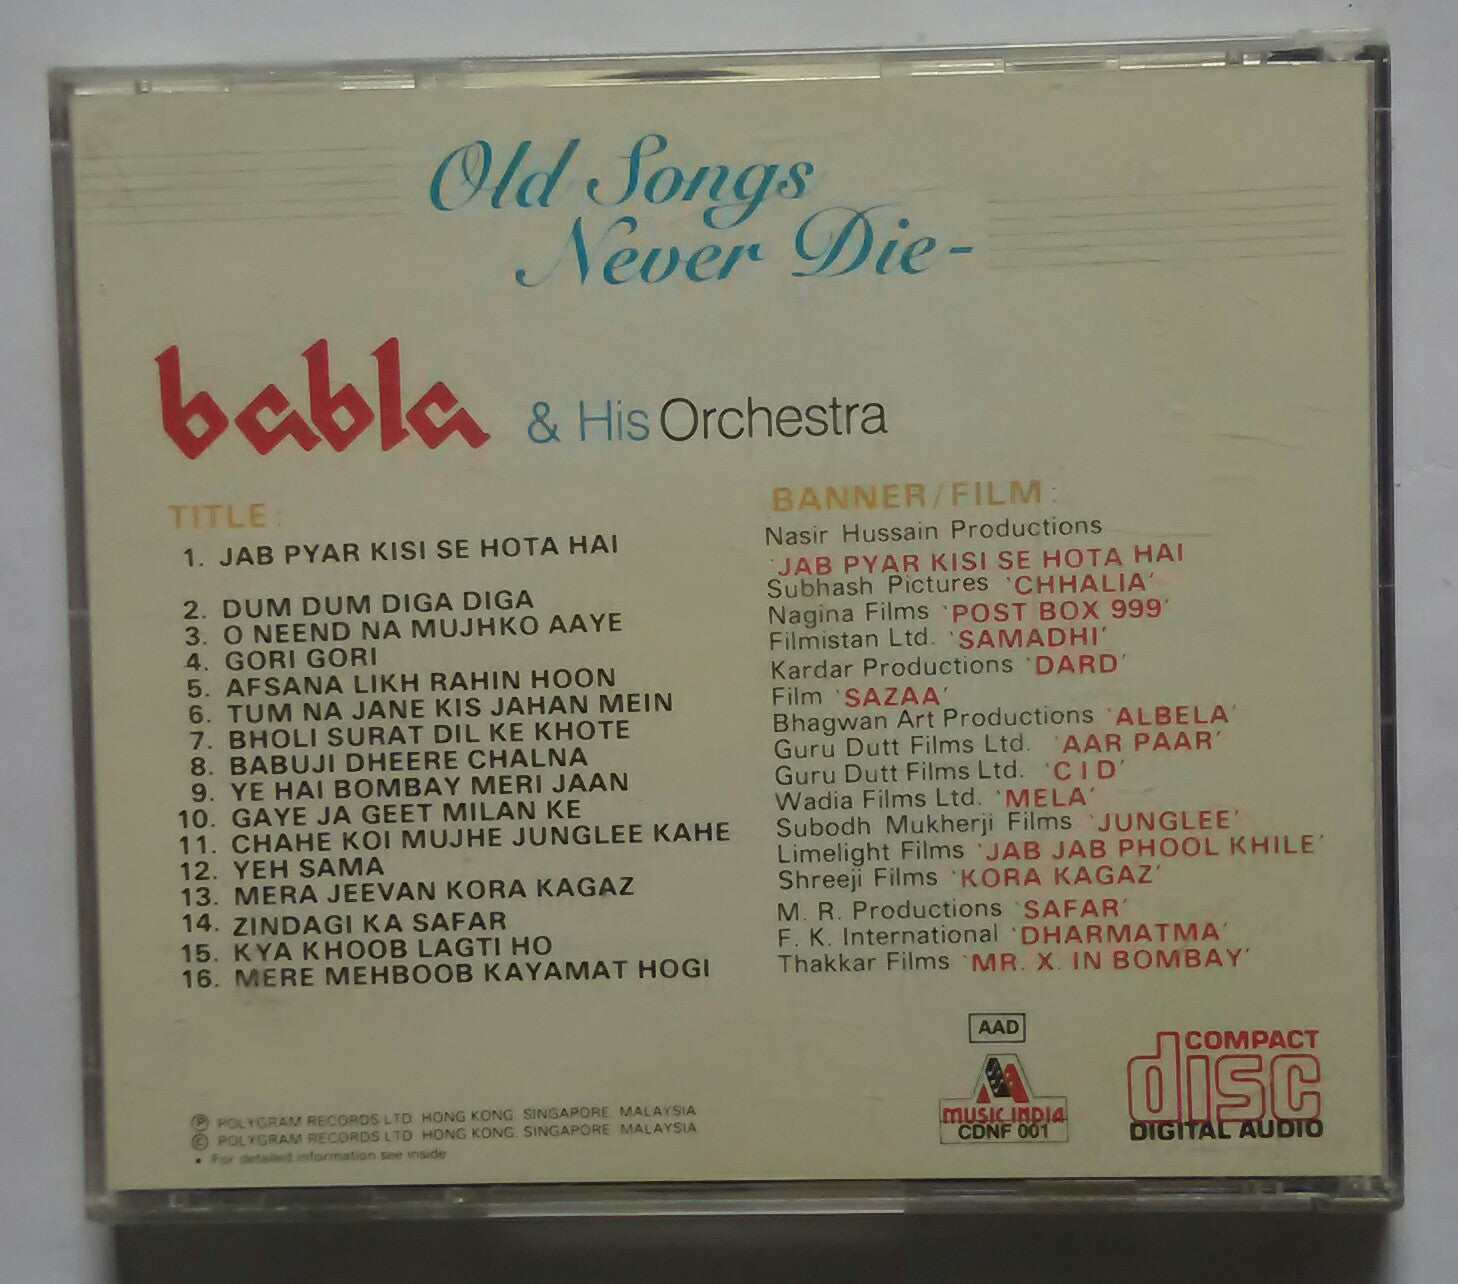 Old Songs
Never Die-
babla & His Orchestra
TITLE:
BANNER/FILM:
1. JAB PYAR KISI SE HOTA HAI
Nasir Hussain Productions
'JAB PYAR KISI SE HOTA HAI
2. DUM DUM DIGA DIGA
Subhash Pictures 'CHHALIA'
3. O NEEND NA MUJHKO AAYE
Nagina Films 'POST BOX 999'
4. GORI GORI
Filmistan Ltd. 'SAMADHI'
5. AFSANA LIKH RAHIN HOON
Kardar Productions 'DARD'
6. TUM NA JANE KIS JAHAN MEIN
Film 'SAZAA'
7. BHOLI SURAT DIL KE KHOTE
Bhagwan Art Productions 'ALBELA'
8. BABUJI DHEERE CHALNA
Guru Dutt Films Ltd. 'AAR PAAR'
9. YE HAI BOMBAY MERI JAAN
Guru Dutt Films Ltd. 'C I D'
10. GAYE JA GEET MILAN KE
Wadia Films Ltd. 'MELA'
11. CHAHE KOI MUJHE JUNGLEE KAHE
Subodh Mukherji Films 'JUNGLEE'
12. YEH SAMA
Limelight Films 'JAB JAB PHOOL KHILE'
13. MERA JEEVAN KORA KAGAZ
Shreeji Films 'KORA KAGAZ'
14. ZINDAGI KA SAFAR
M. R. Productions 'SAFAR'
15. KYA KHOOB LAGTI HO
F. K. International 'DHARMATMA'
16. MERE MEHBOOB KAYAMAT HOGI
Thakkar Films 'MR. X. IN BOMBAY'
AAD
MUSIC INDIA
CDNF 001
COMPACT
disc
DIGITAL AUDIO
℗ POLYGRAM RECORDS LTD. HONG KONG. SINGAPORE. MALAYSIA
© POLYGRAM RECORDS LTD. HONG KONG. SINGAPORE. MALAYSIA
• For detailed information see inside